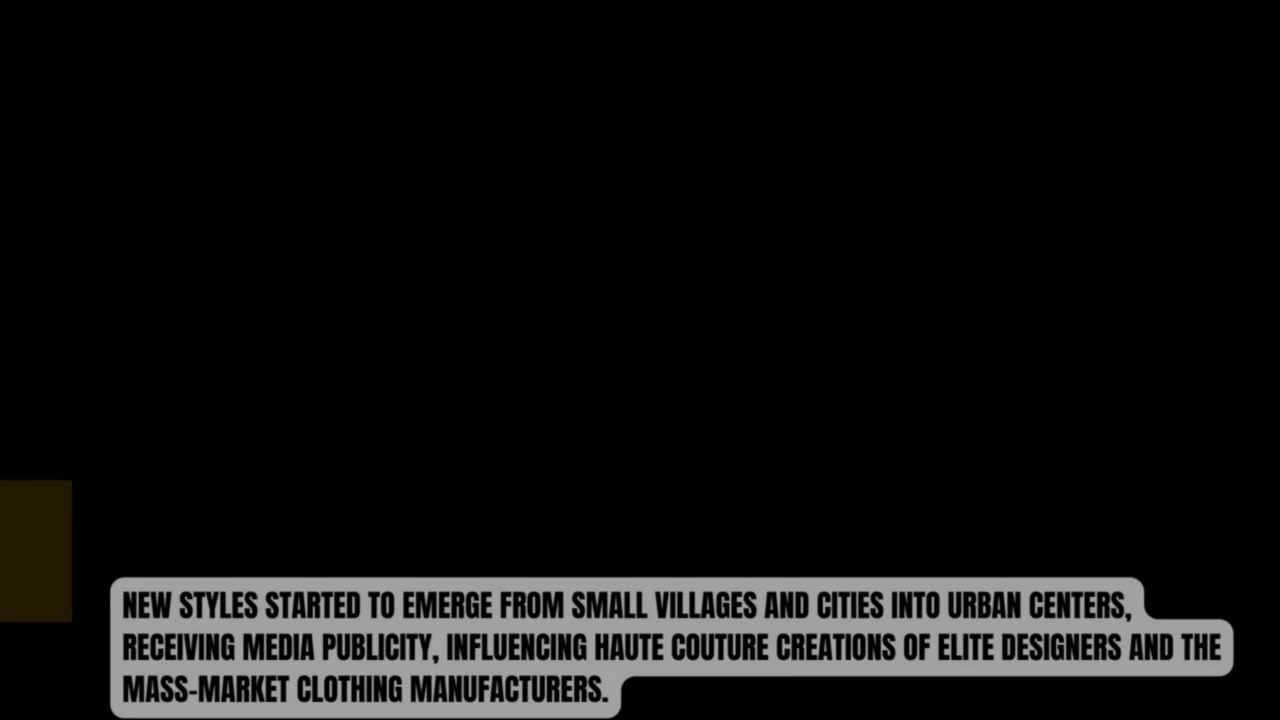 NEW STYLES STARTED TO EMERGE FROM SMALL VILLAGES AND CITIES INTO URBAN CENTERS,
RECEIVING MEDIA PUBLICITY, INFLUENCING HAUTE COUTURE CREATIONS OF ELITE DESIGNERS AND THE
MASS-MARKET CLOTHING MANUFACTURERS.